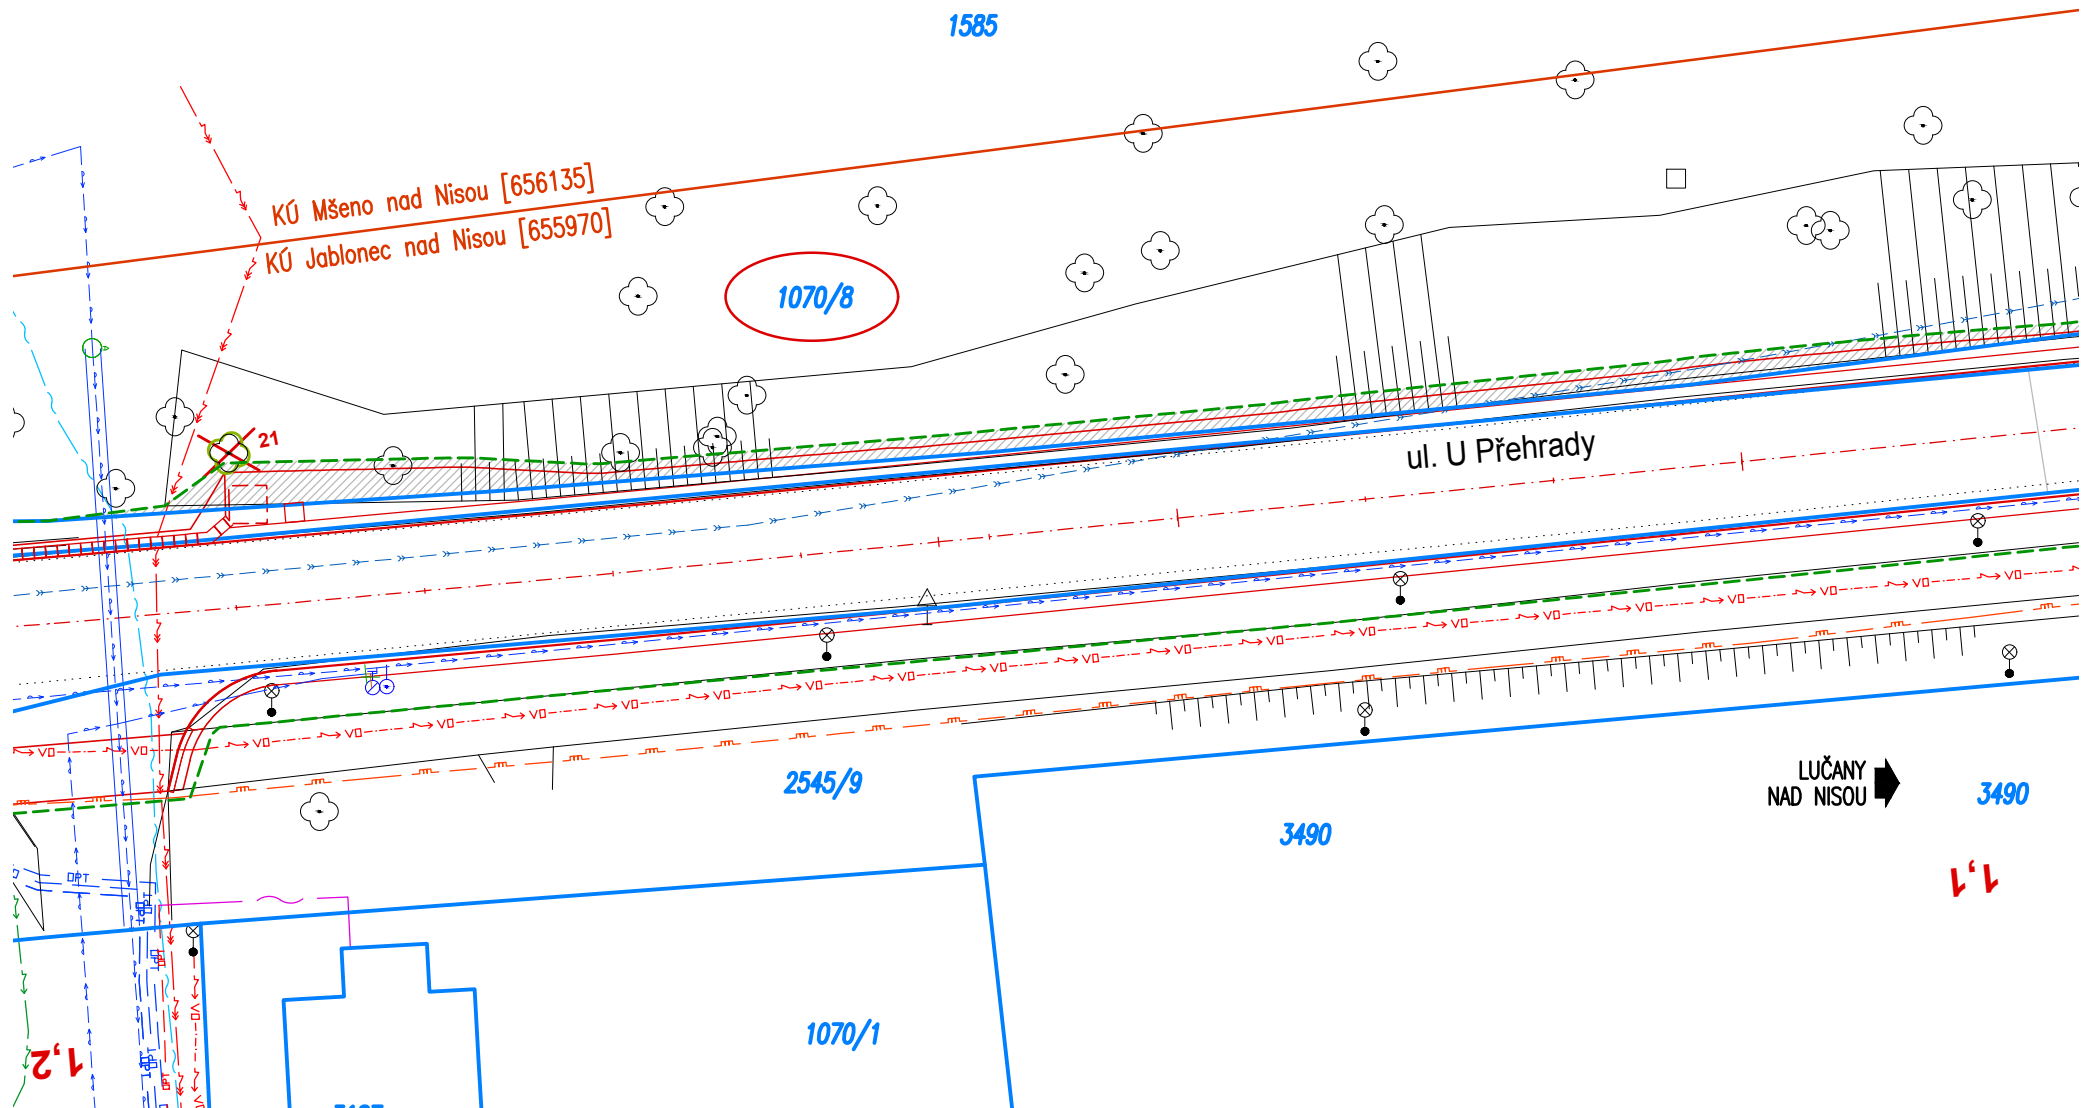 1585
KÚ Mšeno nad Nisou [656135]
KÚ Jablonec nad Nisou [655970]
1070/8
21
ul. U Přehrady
2545/9
LUČANY
NAD NISOU
3490
3490
1,1
1070/1
1,2